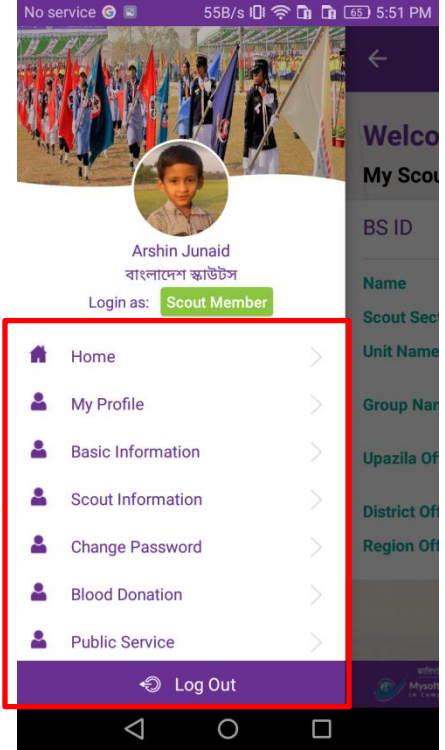 No service 55B/s 65 5:51 PM
Arshin Junaid
বাংলাদেশ স্কাউটস
Login as: Scout Member
Home
My Profile
Basic Information
Scout Information
Change Password
Blood Donation
Public Service
Log Out
Welco
My Scou
BS ID
Name
Scout Sect
Unit Name
Group Nam
Upazila Off
District Off
Region Off
Mysoft